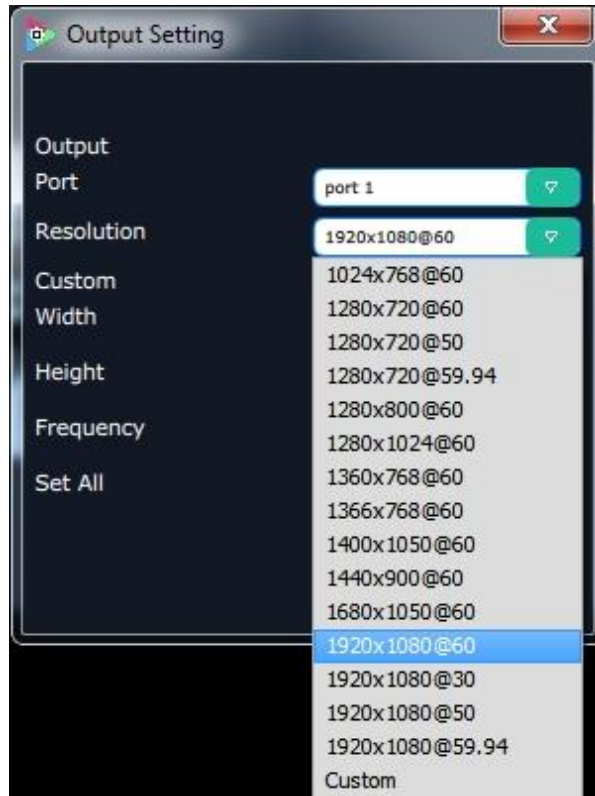 Output Setting
Output
Port
port 1
Resolution
1920x1080@60
Custom
Width
Height
Frequency
Set All
1024x768@60
1280x720@60
1280x720@50
1280x720@59.94
1280x800@60
1280x1024@60
1360x768@60
1366x768@60
1400x1050@60
1440x900@60
1680x1050@60
1920x1080@60
1920x1080@30
1920x1080@50
1920x1080@59.94
Custom